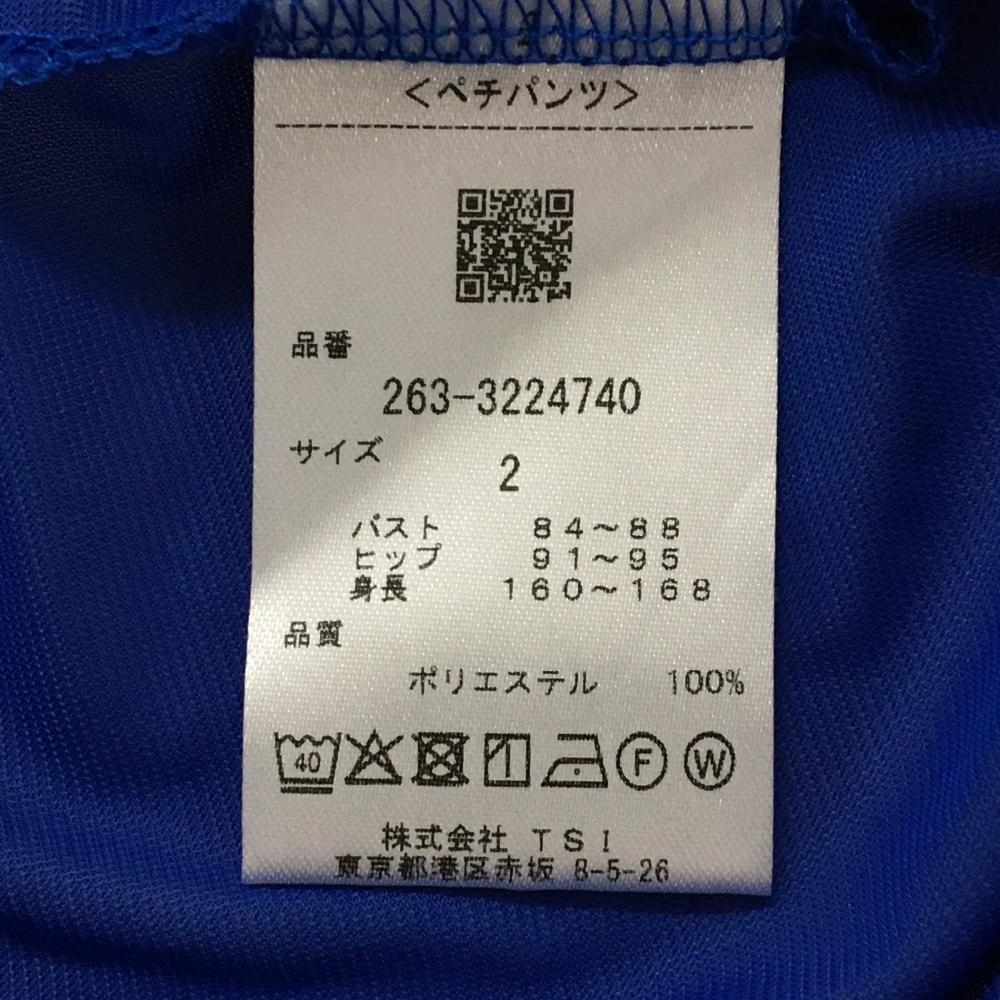 <ペチパンツ>
品番
263-3224740
サイズ
2
バスト 84～88
ヒップ 91～95
身長 160～168
品質
ポリエステル 100%
40 F W
株式会社 TSI
東京都港区赤坂 8-5-26